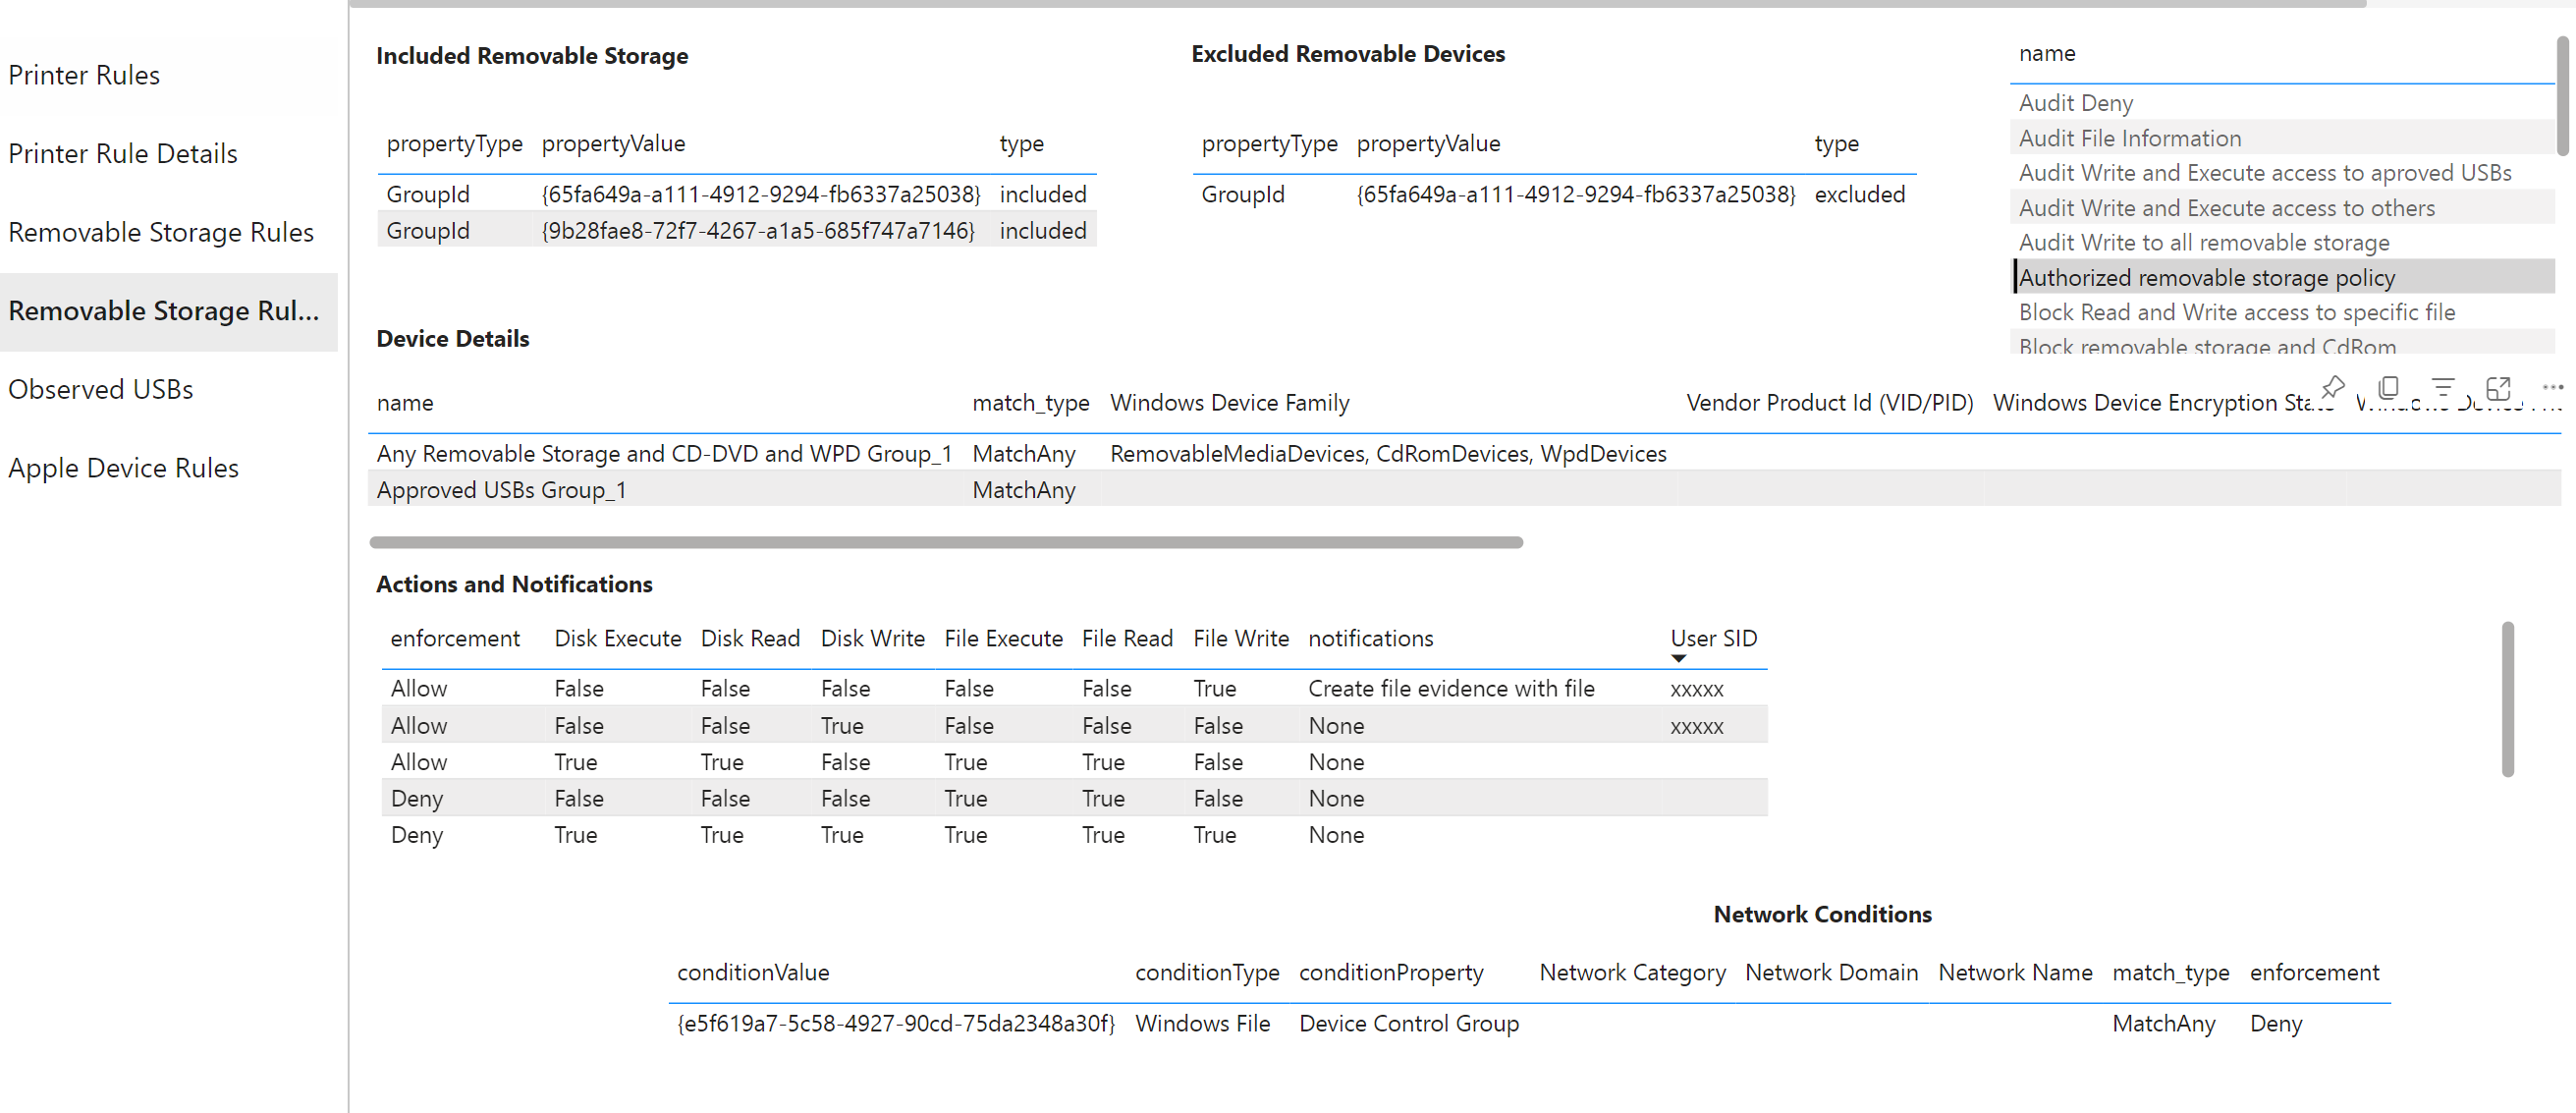 Printer Rules
Printer Rule Details
Removable Storage Rules
Removable Storage Rul...
Observed USBs
Apple Device Rules
Included Removable Storage
propertyType propertyValue type
GroupId {65fa649a-a111-4912-9294-fb6337a25038} included
GroupId {9b28fae8-72f7-4267-a1a5-685f747a7146} included
Excluded Removable Devices
propertyType propertyValue type
GroupId {65fa649a-a111-4912-9294-fb6337a25038} excluded
name
Audit Deny
Audit File Information
Audit Write and Execute access to aproved USBs
Audit Write and Execute access to others
Audit Write to all removable storage
Authorized removable storage policy
Block Read and Write access to specific file
Block removable storage and CdRom
Device Details
name match_type Windows Device Family Vendor Product Id (VID/PID) Windows Device Encryption State
Any Removable Storage and CD-DVD and WPD Group_1 MatchAny RemovableMediaDevices, CdRomDevices, WpdDevices
Approved USBs Group_1 MatchAny
Actions and Notifications
enforcement Disk Execute Disk Read Disk Write File Execute File Read File Write notifications User SID
Allow False False False False False True Create file evidence with file xxxxx
Allow False False True False False False None xxxxx
Allow True True False True True False None
Deny False False False True True False None
Deny True True True True True True None
Network Conditions
conditionValue conditionType conditionProperty Network Category Network Domain Network Name match_type enforcement
{e5f619a7-5c58-4927-90cd-75da2348a30f} Windows File Device Control Group MatchAny Deny